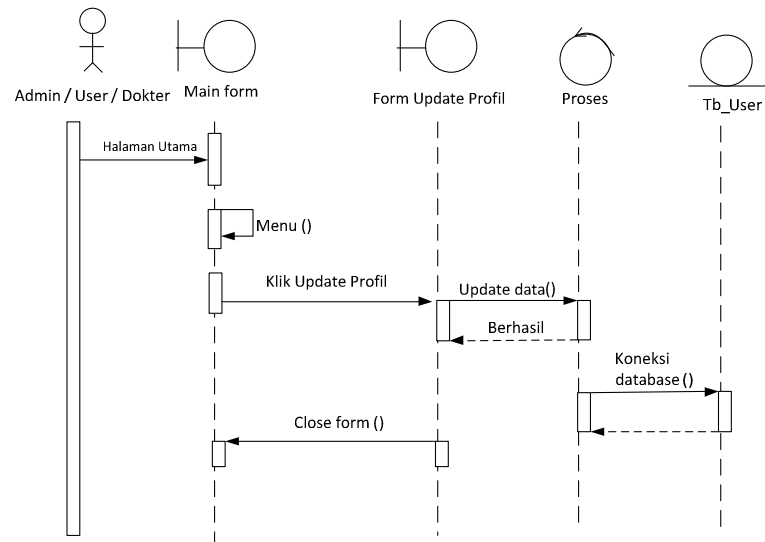 Admin / User / Dokter
Main form
Form Update Profil
Proses
Tb_User
Halaman Utama
Menu ()
Klik Update Profil
Update data()
Berhasil
Koneksi
database ()
Close form ()